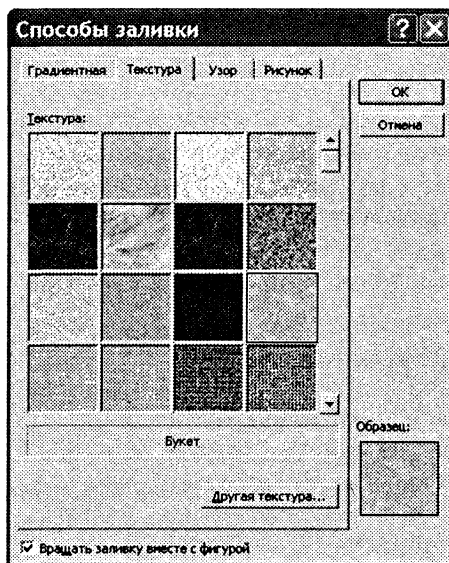 Способы заливки
Градиентная Текстура Узор Рисунок
ОК
Отмена
Текстура:
Букет
Образец:
Другая текстура...
Вращать заливку вместе с фигурой